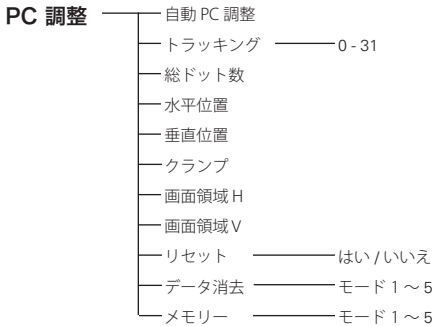 PC 調整 自動 PC 調整
トラッキング 0 - 31
総ドット数
水平位置
垂直位置
クランプ
画面領域 H
画面領域 V
リセット はい / いいえ
データ消去 モード 1 ～ 5
メモリー モード 1 ～ 5